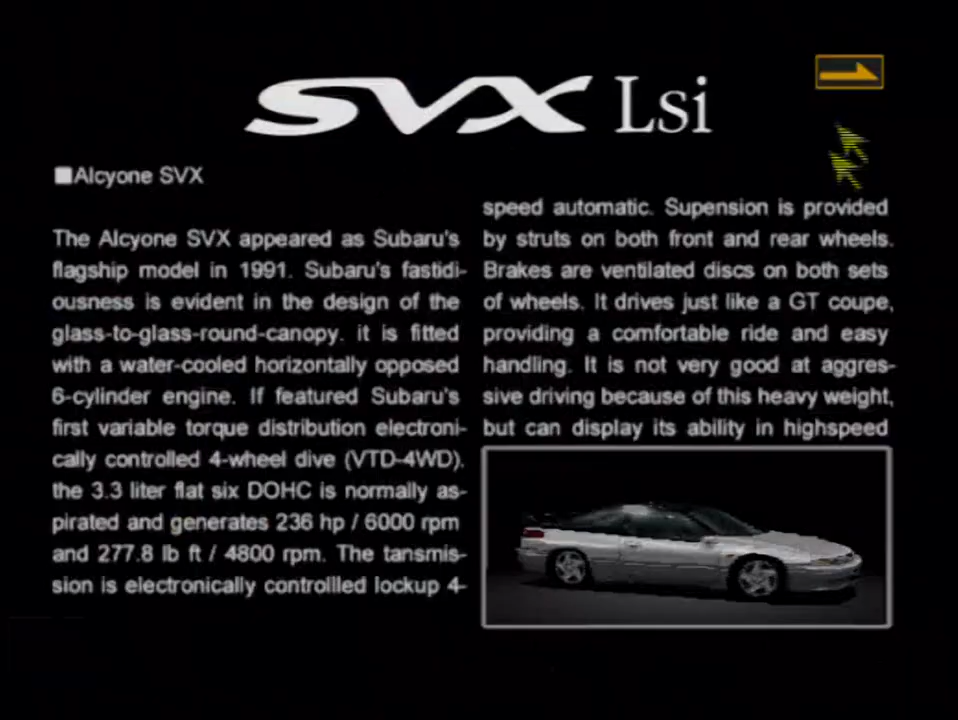 SVX Lsi
■Alcyone SVX
The Alcyone SVX appeared as Subaru's
flagship model in 1991. Subaru's fastidi-
ousness is evident in the design of the
glass-to-glass-round-canopy. it is fitted
with a water-cooled horizontally opposed
6-cylinder engine. If featured Subaru's
first variable torque distribution electroni-
cally controlled 4-wheel dive (VTD-4WD).
the 3.3 liter flat six DOHC is normally as-
pirated and generates 236 hp / 6000 rpm
and 277.8 lb ft / 4800 rpm. The tansmis-
sion is electronically controllled lockup 4-
speed automatic. Supension is provided
by struts on both front and rear wheels.
Brakes are ventilated discs on both sets
of wheels. It drives just like a GT coupe,
providing a comfortable ride and easy
handling. It is not very good at aggres-
sive driving because of this heavy weight,
but can display its ability in highspeed